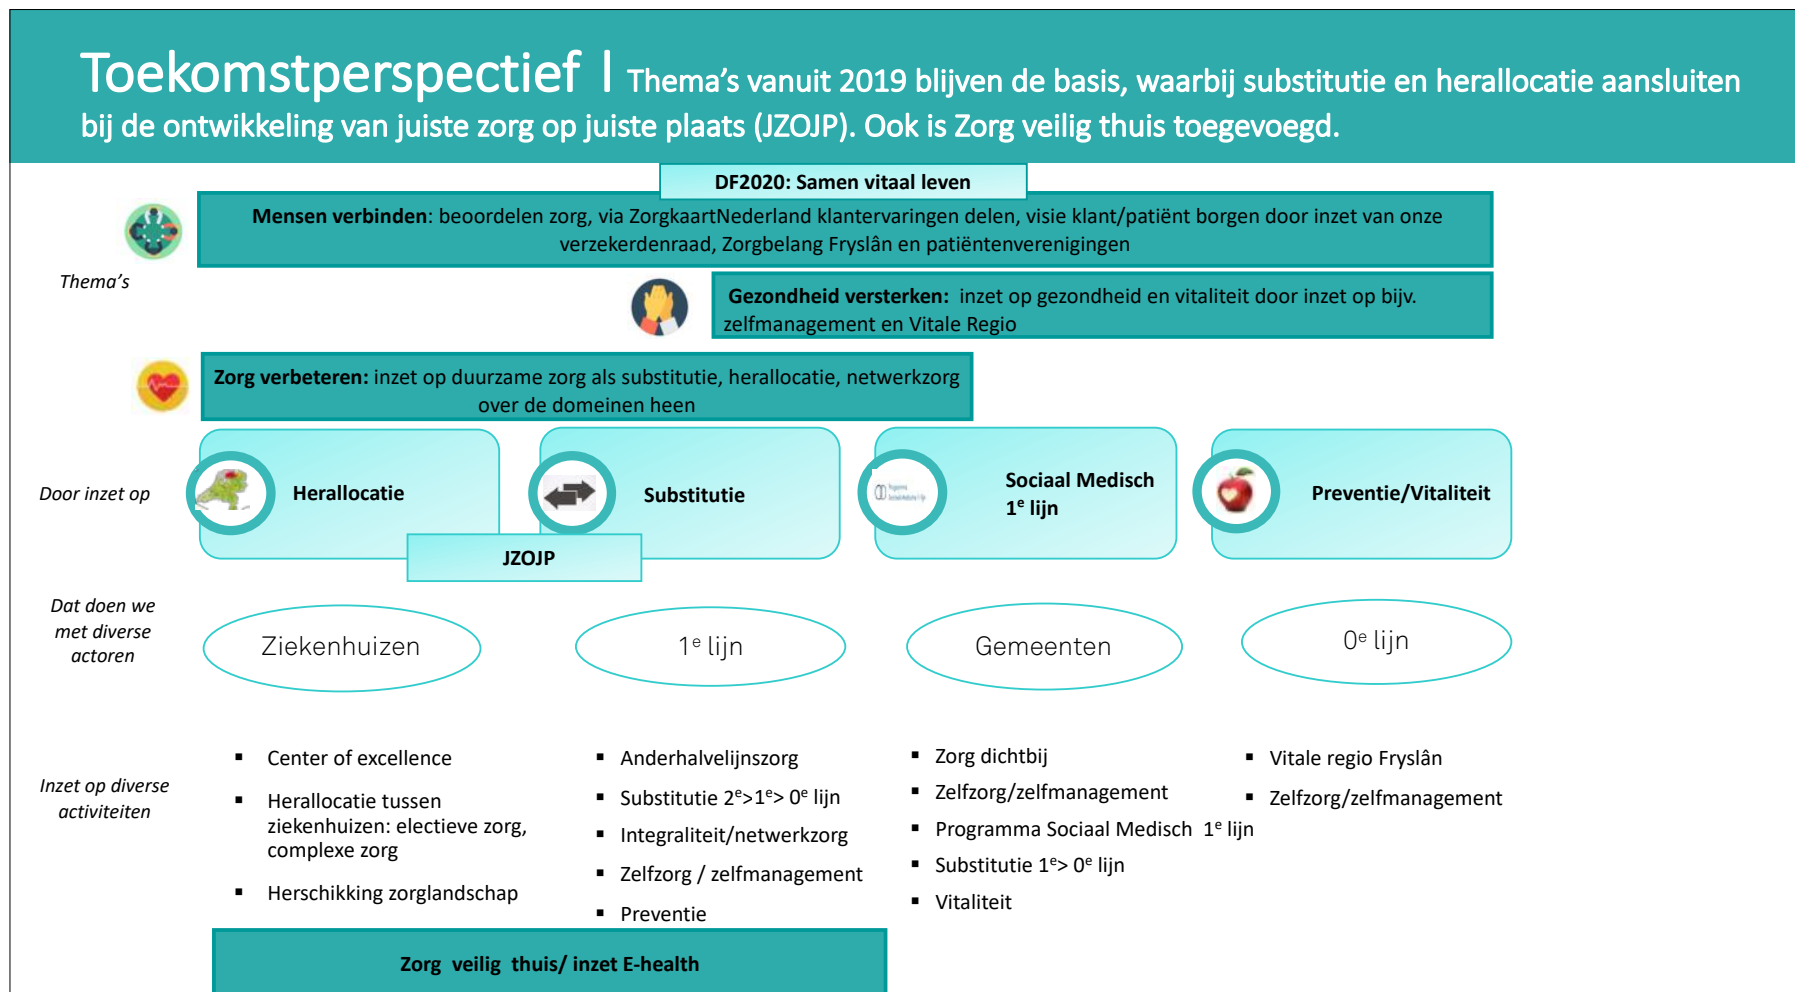 Toekomstperspectief l Thema's vanuit 2019 blijven de basis, waarbij substitutie en herallocatie aansluiten
bij de ontwikkeling van juiste zorg op juiste plaats (JZOJP). Ook is Zorg veilig thuis toegevoegd.
DF2020: Samen vitaal leven
Mensen verbinden: beoordelen zorg, via ZorgkaartNederland klantervaringen delen, visie klant/patiënt borgen door inzet van onze
verzekerdenraad, Zorgbelang Fryslân en patiëntenverenigingen
Thema's
Gezondheid versterken: inzet op gezondheid en vitaliteit door inzet op bijv.
zelfmanagement en Vitale Regio
Zorg verbeteren: inzet op duurzame zorg als substitutie, herallocatie, netwerkzorg
over de domeinen heen
Door inzet op
Herallocatie
Substitutie
Sociaal Medisch
1e lijn
Preventie/Vitaliteit
JZOJP
Dat doen we
met diverse
actoren
Ziekenhuizen
1e lijn
Gemeenten
0e lijn
Inzet op diverse
activiteiten
▪ Center of excellence
▪ Herallocatie tussen
ziekenhuizen: electieve zorg,
complexe zorg
▪ Herschikking zorglandschap
▪ Anderhalvelijnszorg
▪ Substitutie 2e>1e> 0e lijn
▪ Integraliteit/netwerkzorg
▪ Zelfzorg / zelfmanagement
▪ Preventie
▪ Zorg dichtbij
▪ Zelfzorg/zelfmanagement
▪ Programma Sociaal Medisch 1e lijn
▪ Substitutie 1e> 0e lijn
▪ Vitaliteit
▪ Vitale regio Fryslân
▪ Zelfzorg/zelfmanagement
Zorg veilig thuis/ inzet E-health